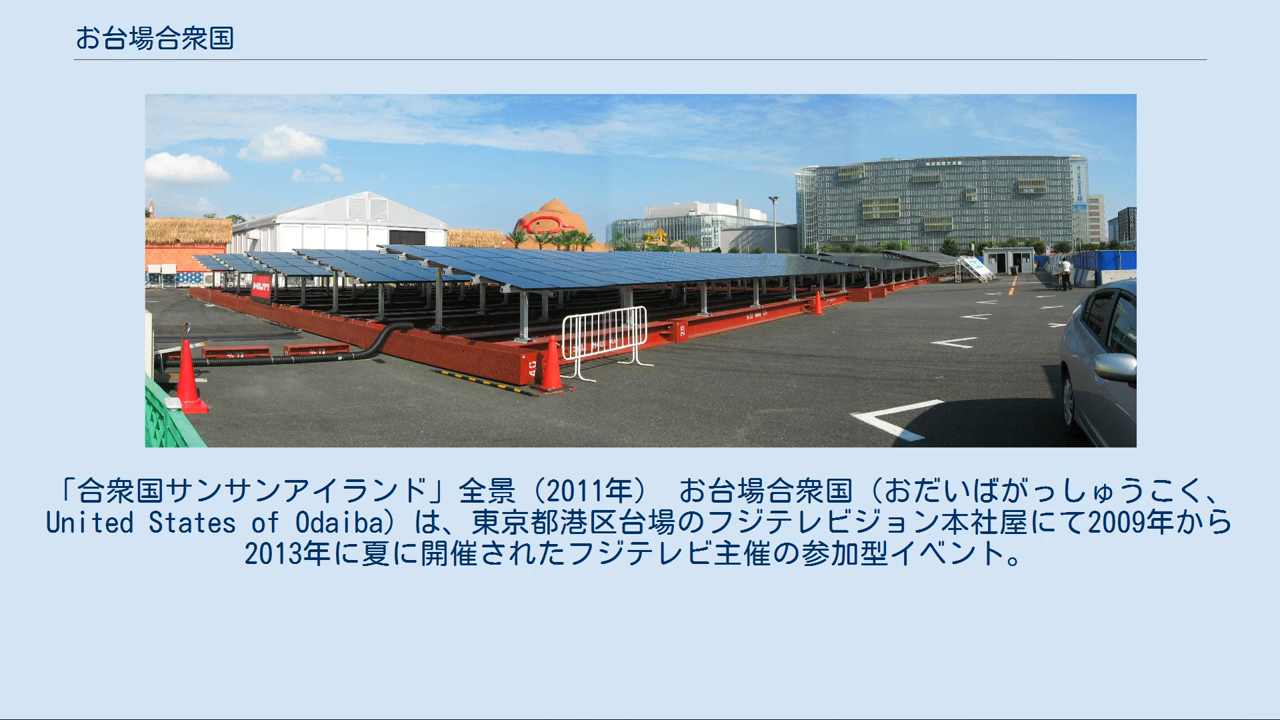 お台場合衆国
「合衆国サンサンアイランド」全景（2011年） お台場合衆国（おだいばがっしゅうこく、
United States of Odaiba）は、東京都港区台場のフジテレビジョン本社屋にて2009年から
2013年に夏に開催されたフジテレビ主催の参加型イベント。